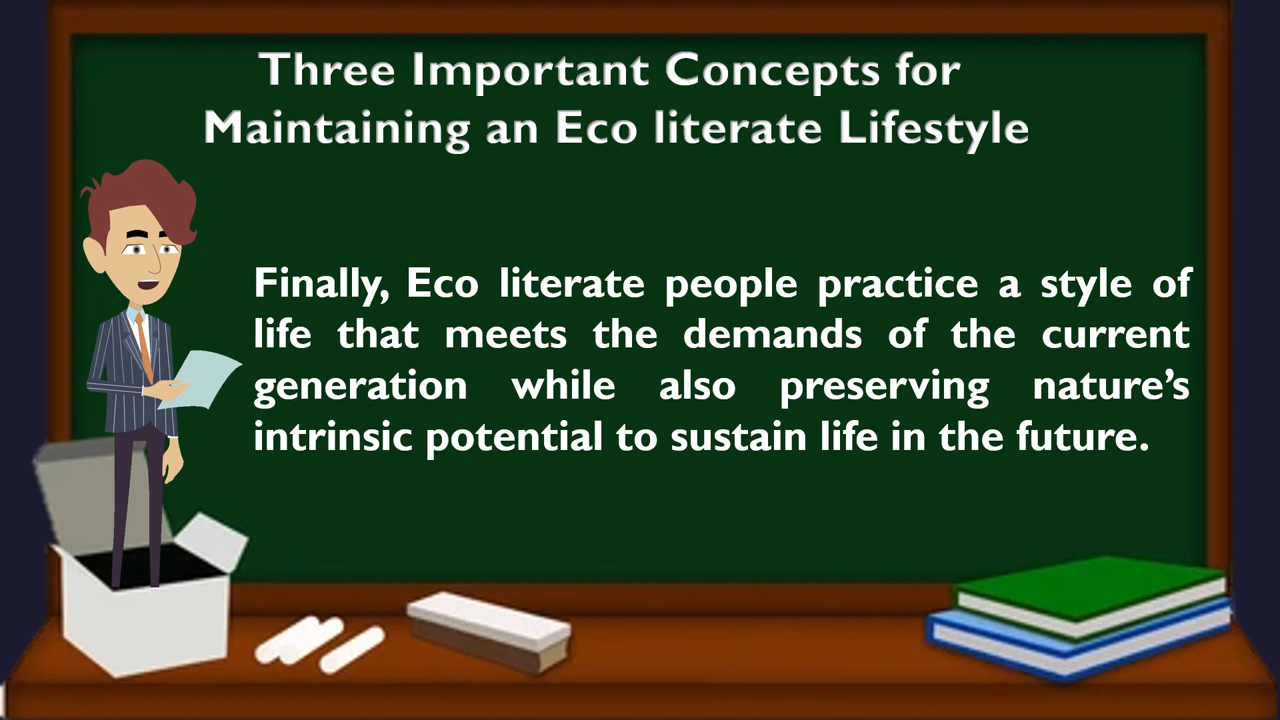 Three Important Concepts for
Maintaining an Eco literate Lifestyle
Finally, Eco literate people practice a style of
life that meets the demands of the current
generation while also preserving nature’s
intrinsic potential to sustain life in the future.